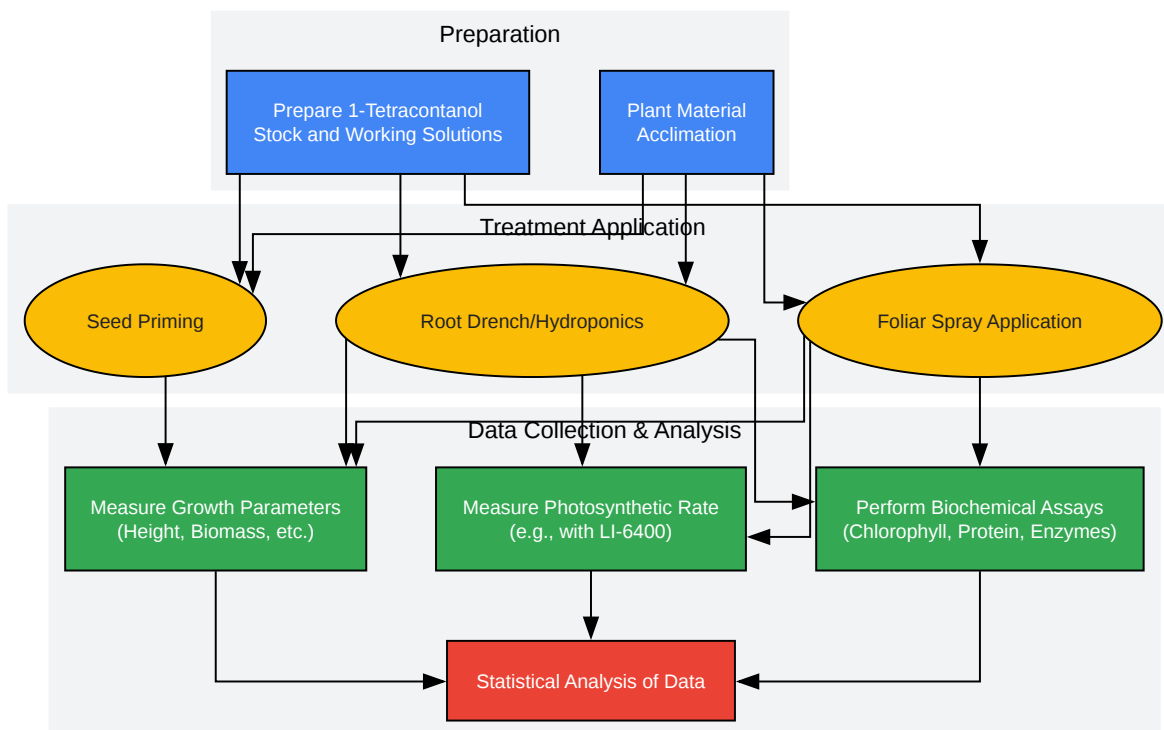 Preparation
Prepare 1-Tetracontanol
Stock and Working Solutions
Plant Material
Acclimation
Treatment Application
Seed Priming
Root Drench/Hydroponics
Foliar Spray Application
Data Collection & Analysis
Measure Growth Parameters
(Height, Biomass, etc.)
Measure Photosynthetic Rate
(e.g., with LI-6400)
Perform Biochemical Assays
(Chlorophyll, Protein, Enzymes)
Statistical Analysis of Data